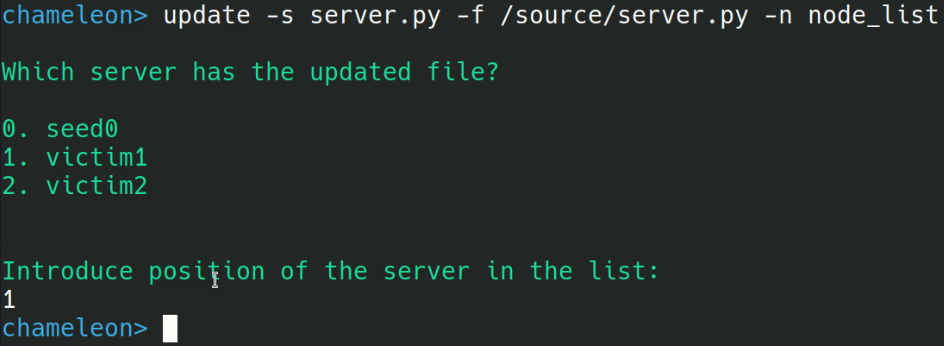 chameleon> update -s server.py -f /source/server.py -n node_list
Which server has the updated file?
0. seed0
1. victim1
2. victim2
Introduce position of the server in the list:
1
chameleon>